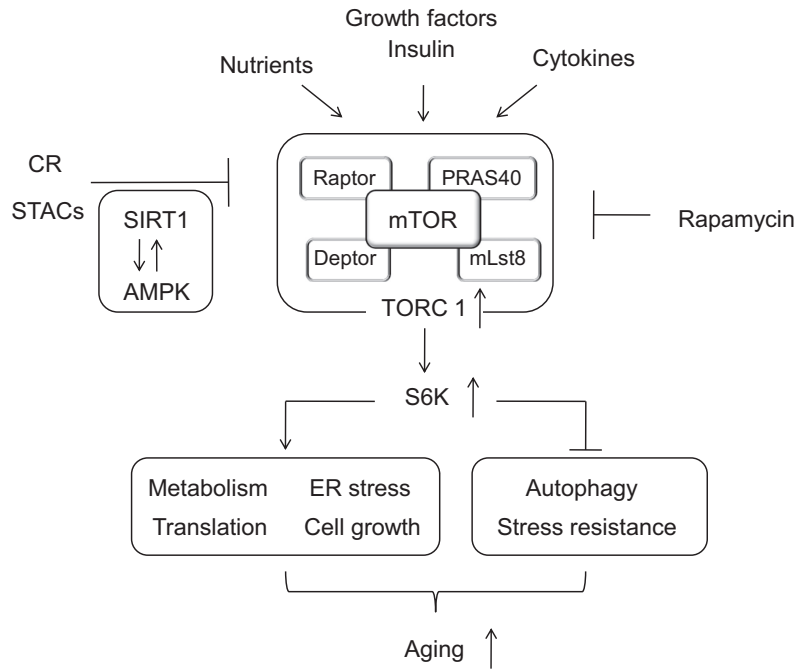 Growth factors
Insulin
Nutrients
Cytokines
CR
STACs
SIRT1
AMPK
Raptor
PRAS40
mTOR
Deptor
mLst8
TORC 1
Rapamycin
S6K
Metabolism ER stress
Translation Cell growth
Autophagy
Stress resistance
Aging